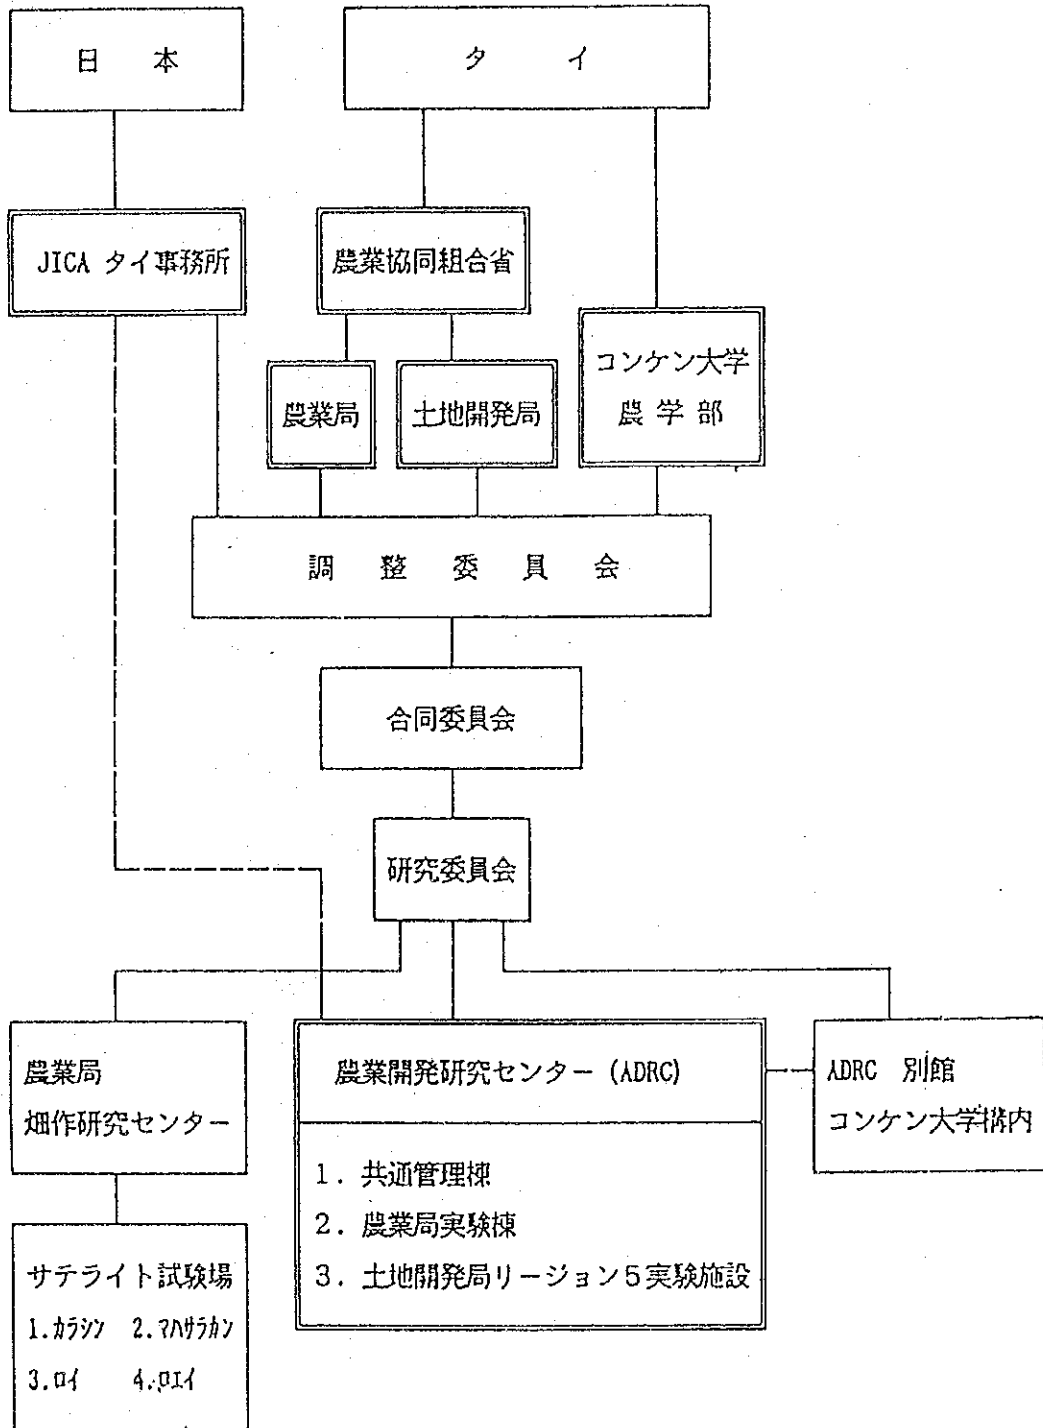 日 本
タ イ
JICA タイ事務所
農業協同組合省
農業局
土地開発局
コンケン大学
農 学 部
調 整 委 員 会
合同委員会
研究委員会
農業局
畑作研究センター
農業開発研究センター (ADRC)
1. 共通管理棟
2. 農業局実験棟
3. 土地開発局リージョン5実験施設
ADRC 別館
コンケン大学構内
サテライト試験場
1.カラシン 2.マハサラカン
3.ロイ 4.ロエイ